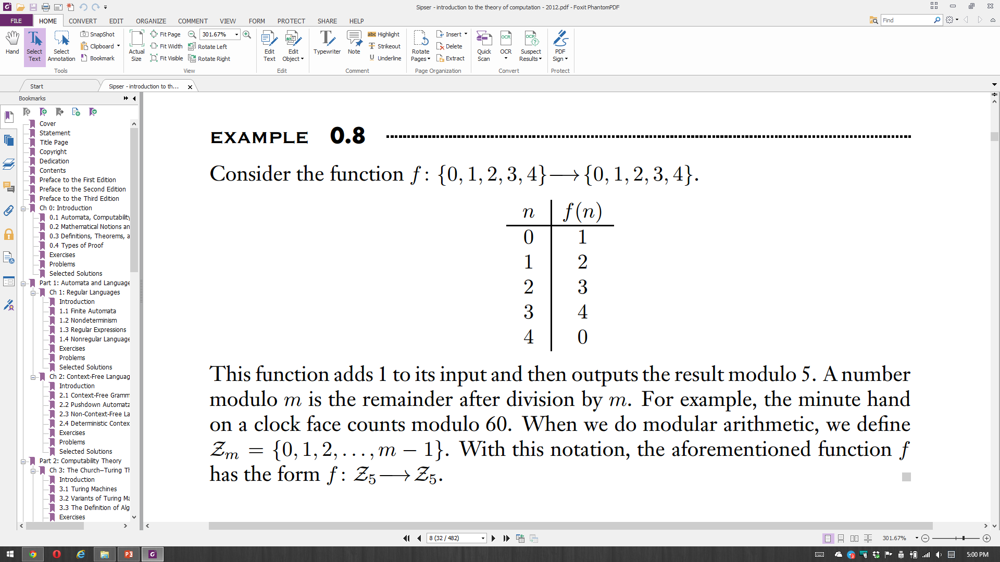 Sipser - introduction to the theory of computation - 2012.pdf - Foxit PhantomPDF
FILE HOME CONVERT EDIT ORGANIZE COMMENT VIEW FORM PROTECT SHARE HELP
Find
Hand
Select Text
Select Annotation
SnapShot
Clipboard
Bookmark
Tools
Actual Size
Fit Page
Fit Width
Fit Visible
301.67%
Rotate Left
Rotate Right
View
Edit Text
Edit Object
Edit
Typewriter
Note
abc Highlight
T Strikeout
U Underline
Comment
Rotate Pages
Insert
Delete
Extract
Page Organization
Quick Scan
OCR
OCR
OCR
Suspect Results
Convert
PDF Sign
Protect
Start
Sipser - introduction to th...
Bookmarks
Cover
Statement
Title Page
Copyright
Dedication
Contents
Preface to the First Edition
Preface to the Second Edition
Preface to the Third Edition
Ch 0: Introduction
0.1 Automata, Computability
0.2 Mathematical Notions an
0.3 Definitions, Theorems, a
0.4 Types of Proof
Exercises
Problems
Selected Solutions
Part 1: Automata and Language
Ch 1: Regular Languages
Introduction
1.1 Finite Automata
1.2 Nondeterminism
1.3 Regular Expressions
1.4 Nonregular Language
Exercises
Problems
Selected Solutions
Ch 2: Context-Free Languag
Introduction
2.1 Context-Free Gramm
2.2 Pushdown Automata
2.3 Non-Context-Free La
2.4 Deterministic Contex
Exercises
Problems
Selected Solutions
Part 2: Computability Theory
Ch 3: The Church–Turing Th
Introduction
3.1 Turing Machines
3.2 Variants of Turing Ma
3.3 The Definition of Alg
Exercises
EXAMPLE 0.8
Consider the function f: {0, 1, 2, 3, 4}⟶{0, 1, 2, 3, 4}.
n f(n)
0 1
1 2
2 3
3 4
4 0
This function adds 1 to its input and then outputs the result modulo 5. A number
modulo m is the remainder after division by m. For example, the minute hand
on a clock face counts modulo 60. When we do modular arithmetic, we define
𝒵ₘ = {0, 1, 2, . . . , m − 1}. With this notation, the aforementioned function f
has the form f: 𝒵₅⟶𝒵₅.
8 (32 / 482)
301.67%
5:00 PM